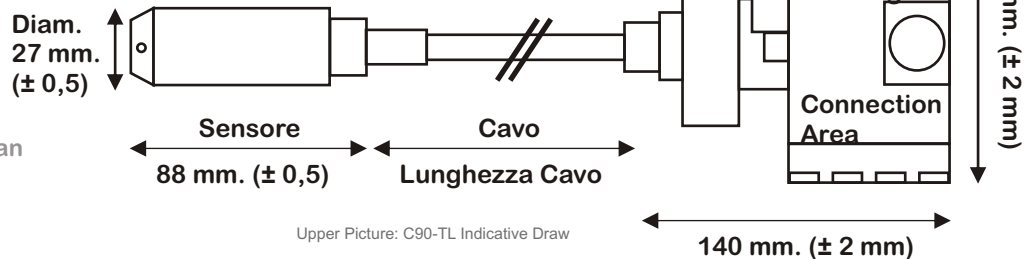 Diam.
27 mm.
(± 0,5)
Sensore
88 mm. (± 0,5)
Cavo
Lunghezza Cavo
Connection
Area
(± 2 mm)
140 mm. (± 2 mm)
Upper Picture: C90-TL Indicative Draw